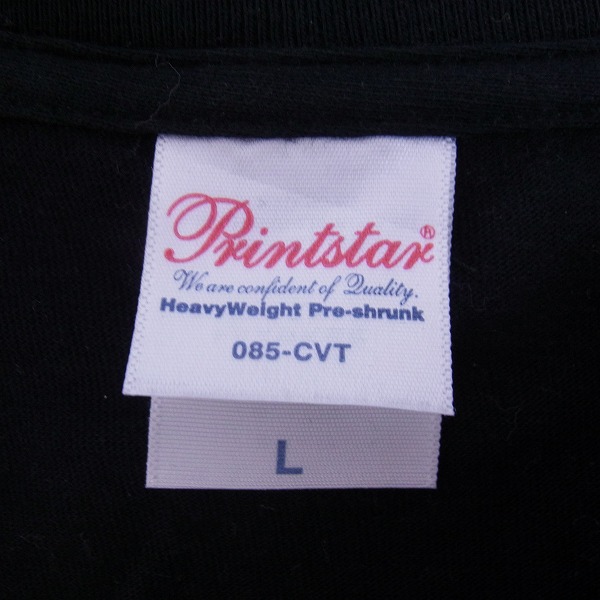 Printstar®
We are confident of Quality.
HeavyWeight Pre-shrunk
085-CVT
L